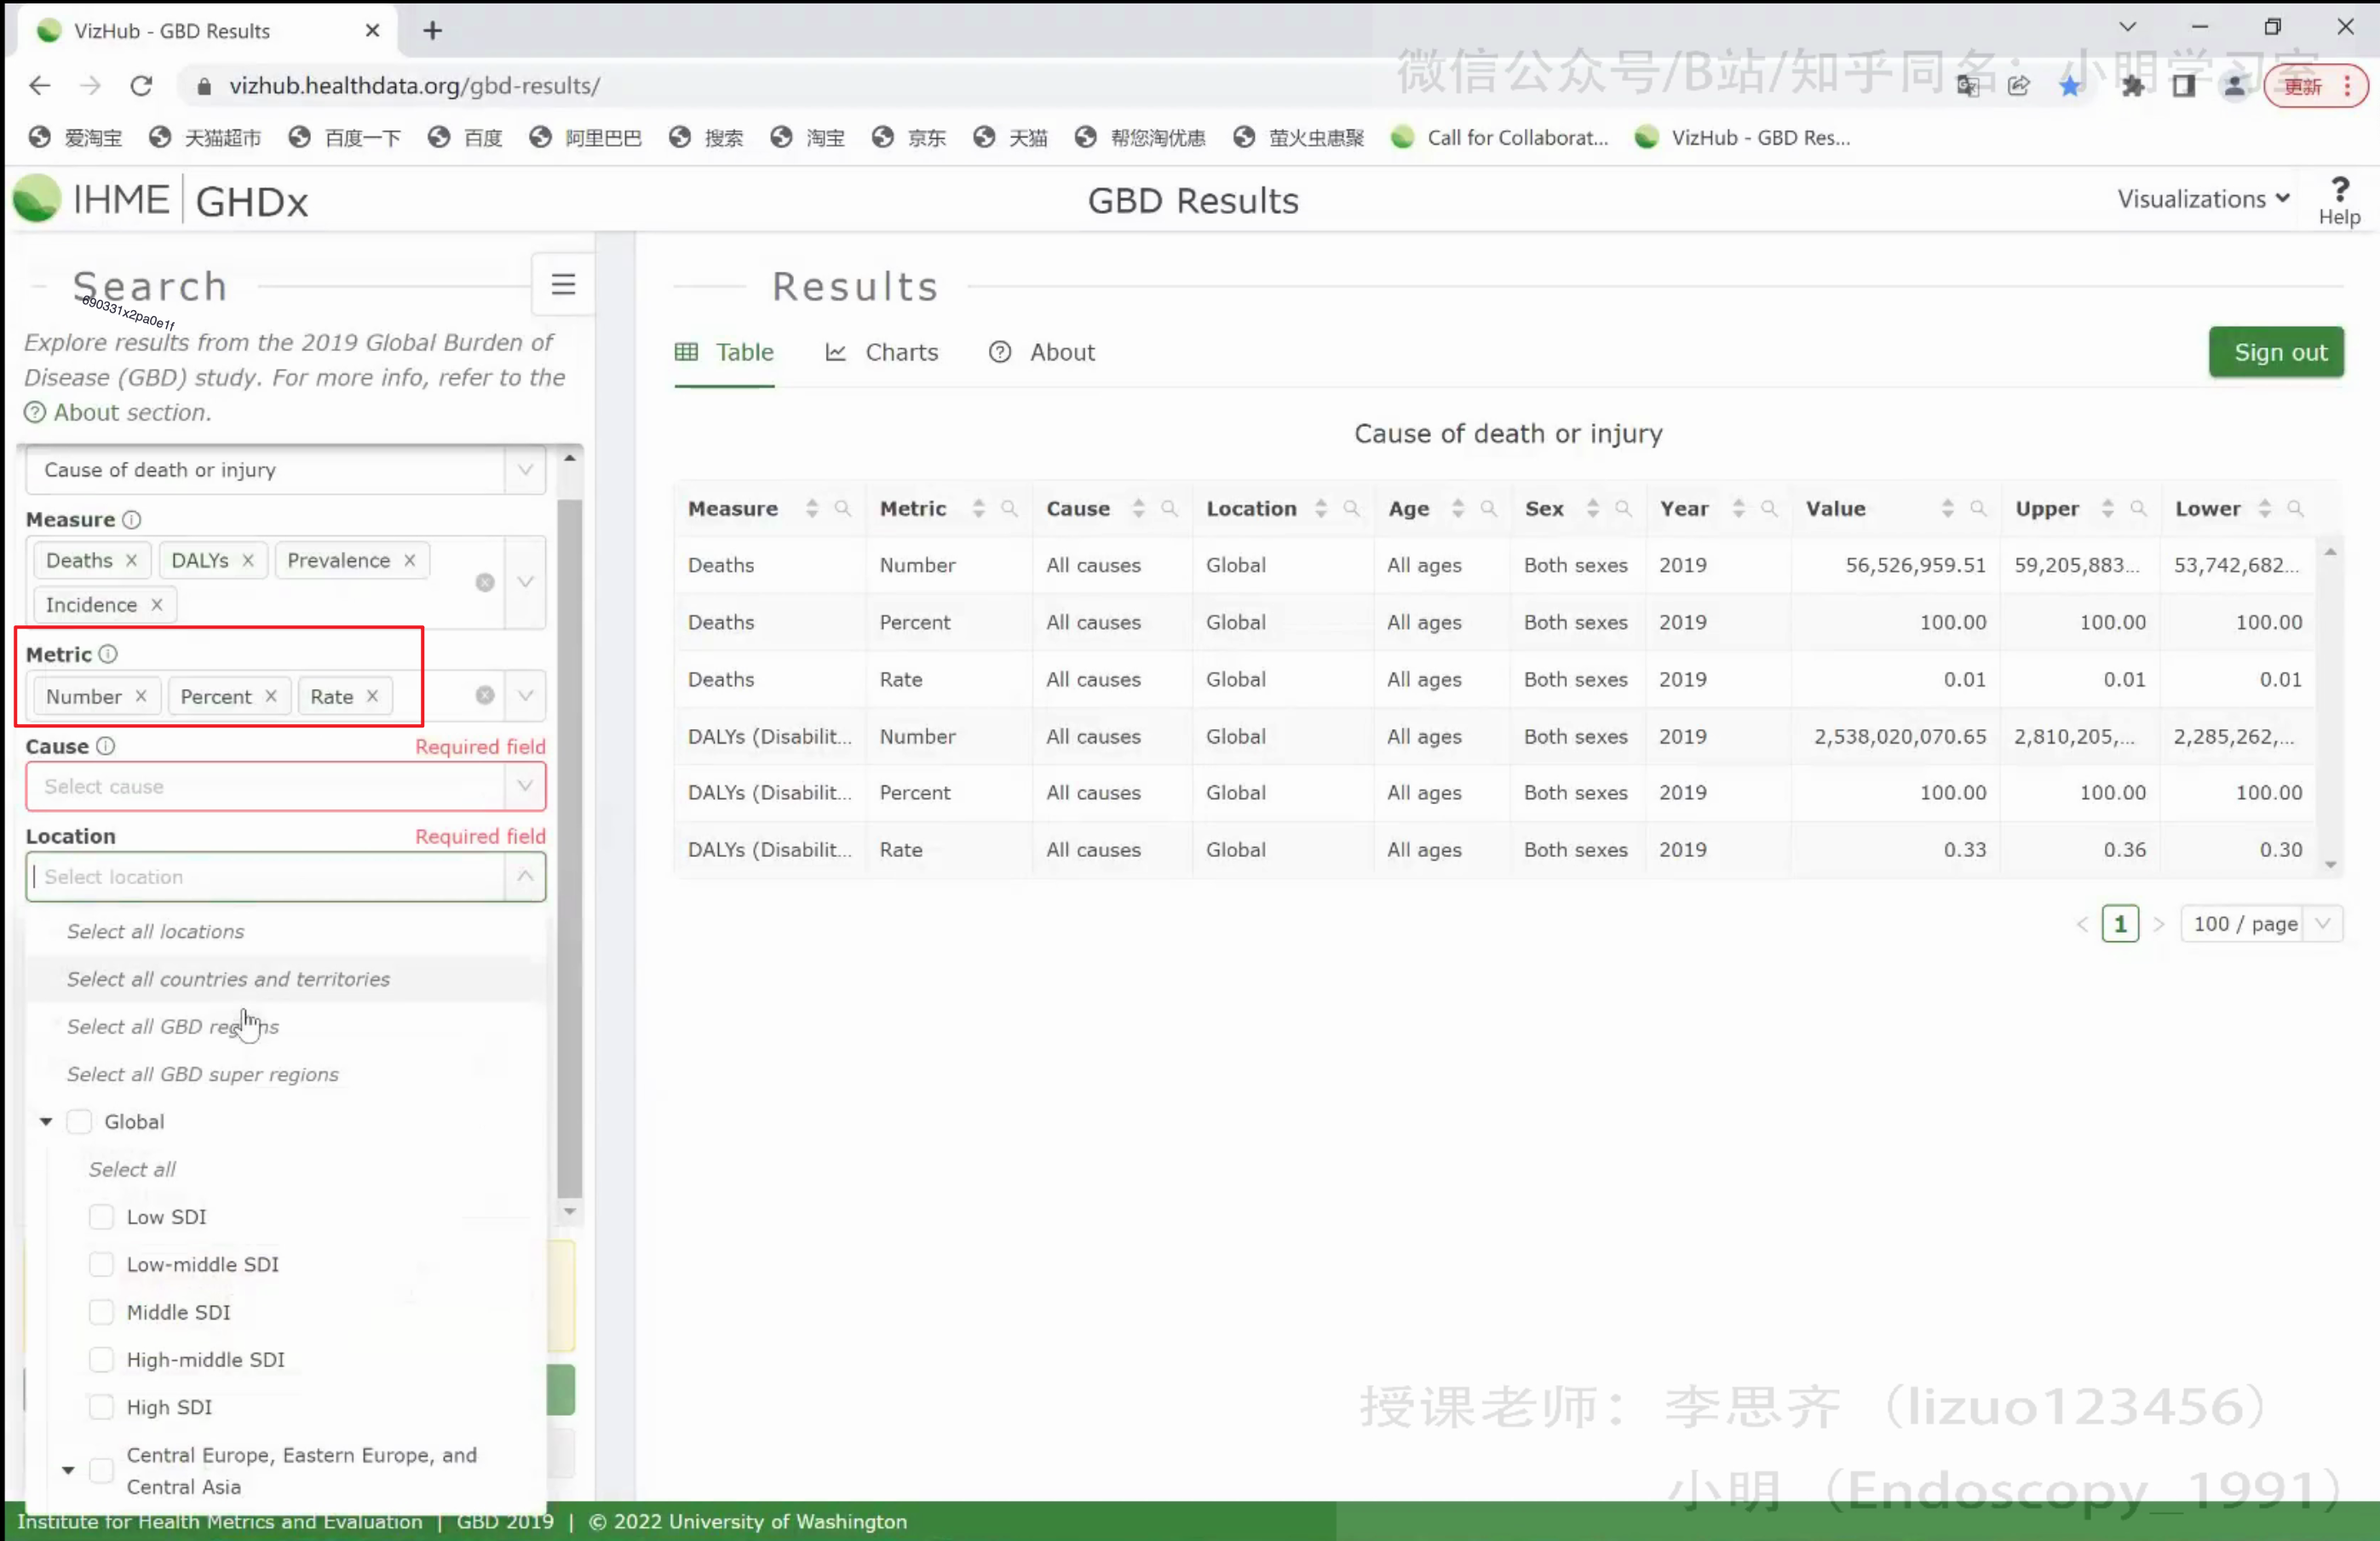 VizHub - GBD Results
微信公众号/B站/知乎同名：小明学习室
vizhub.healthdata.org/gbd-results/
更新
爱淘宝 天猫超市 百度一下 百度 阿里巴巴 搜索 淘宝 京东 天猫 帮您淘优惠 萤火虫惠聚 Call for Collaborat... VizHub - GBD Res...
IHME | GHDx GBD Results Visualizations ? Help
Search
690331x2pa0e1f
Explore results from the 2019 Global Burden of
Disease (GBD) study. For more info, refer to the
About section.
Cause of death or injury
Measure
Deaths × DALYs × Prevalence ×
Incidence ×
Metric
Number × Percent × Rate ×
Cause Required field
Select cause
Location Required field
Select location
Select all locations
Select all countries and territories
Select all GBD regions
Select all GBD super regions
Global
Select all
Low SDI
Low-middle SDI
Middle SDI
High-middle SDI
High SDI
Central Europe, Eastern Europe, and
Central Asia
Results
Table Charts About Sign out
Cause of death or injury
Measure Metric Cause Location Age Sex Year Value Upper Lower
Deaths Number All causes Global All ages Both sexes 2019 56,526,959.51 59,205,883... 53,742,682...
Deaths Percent All causes Global All ages Both sexes 2019 100.00 100.00 100.00
Deaths Rate All causes Global All ages Both sexes 2019 0.01 0.01 0.01
DALYs (Disabilit... Number All causes Global All ages Both sexes 2019 2,538,020,070.65 2,810,205,... 2,285,262,...
DALYs (Disabilit... Percent All causes Global All ages Both sexes 2019 100.00 100.00 100.00
DALYs (Disabilit... Rate All causes Global All ages Both sexes 2019 0.33 0.36 0.30
< 1 > 100 / page
授课老师：李思齐（lizuo123456）
小明（Endoscopy_1991）
Institute for Health Metrics and Evaluation | GBD 2019 | © 2022 University of Washington